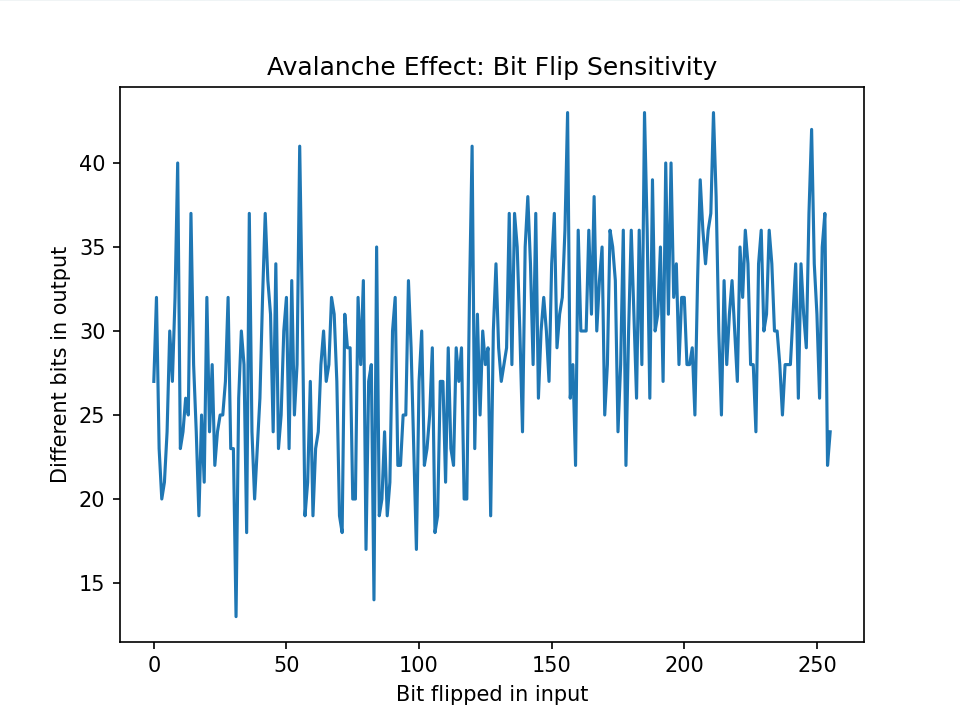 Avalanche Effect: Bit Flip Sensitivity
Different bits in output
40
35
30
25
20
15
0 50 100 150 200 250
Bit flipped in input